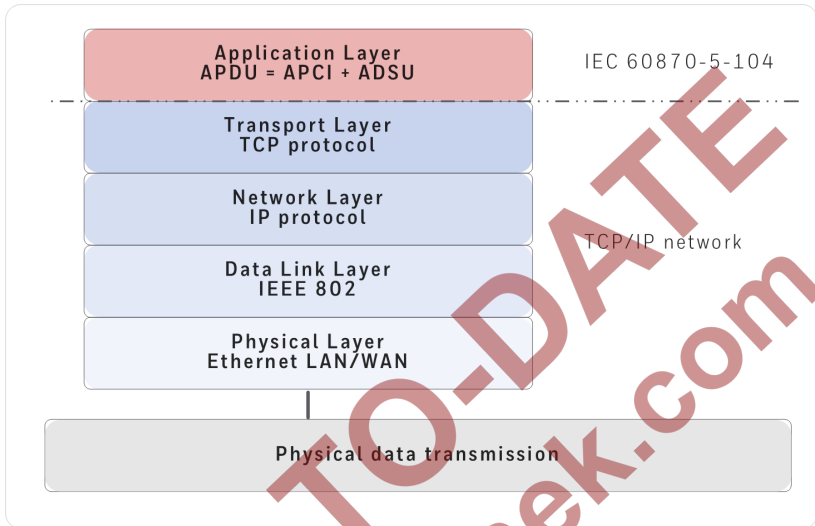 Application Layer
APDU = APCI + ADSU
IEC 60870-5-104
Transport Layer
TCP protocol
Network Layer
IP protocol
TCP/IP network
Data Link Layer
IEEE 802
Physical Layer
Ethernet LAN/WAN
Physical data transmission
TO-DATE
eek.com